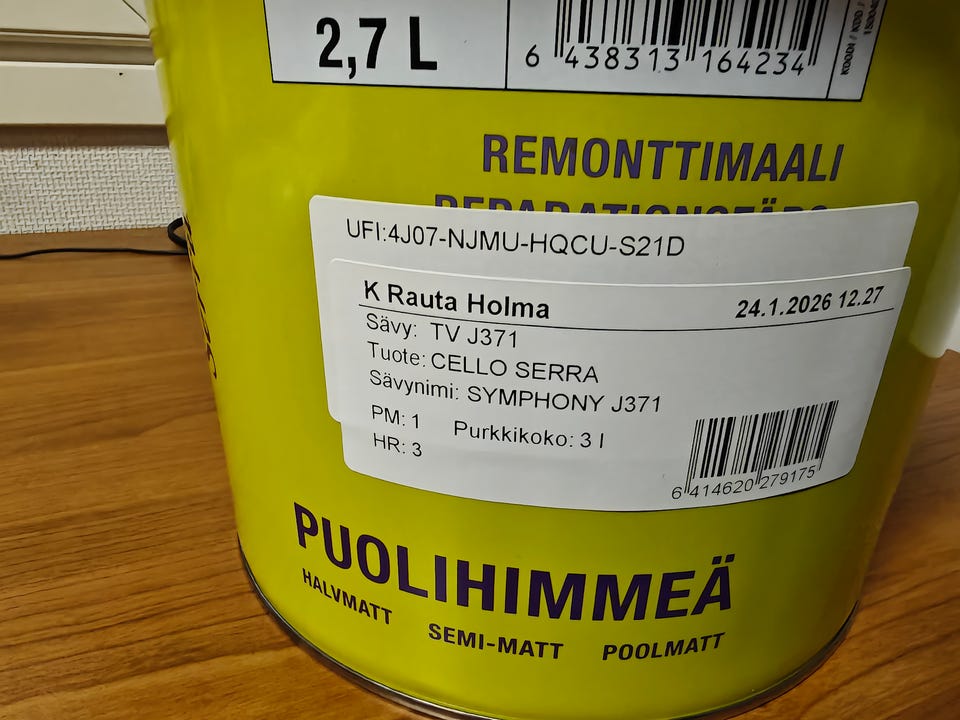 2,7 L
6 438313 164234
REMONTTIMAALI
UFI:4J07-NJMU-HQCU-S21D
K Rauta Holma 24.1.2026 12.27
Sävy: TV J371
Tuote: CELLO SERRA
Sävynimi: SYMPHONY J371
PM: 1 Purkkikoko: 3 l
HR: 3
6 414620 279175
PUOLIHIMMEÄ
HALVMATT SEMI-MATT POOLMATT